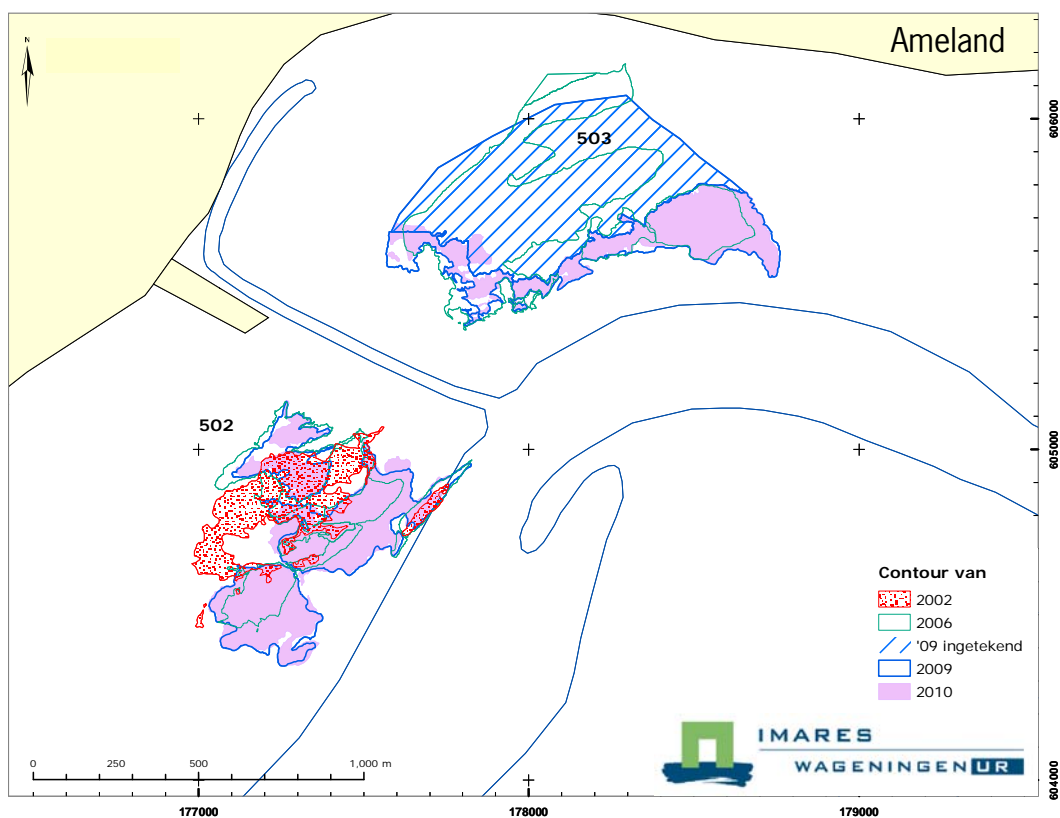 Ameland
N
503
606000
502
605000
Contour van
2002
2006
'09 ingetekend
2009
2010
IMARES
WAGENINGEN UR
0 250 500 1,000 m
604000
177000 178000 179000